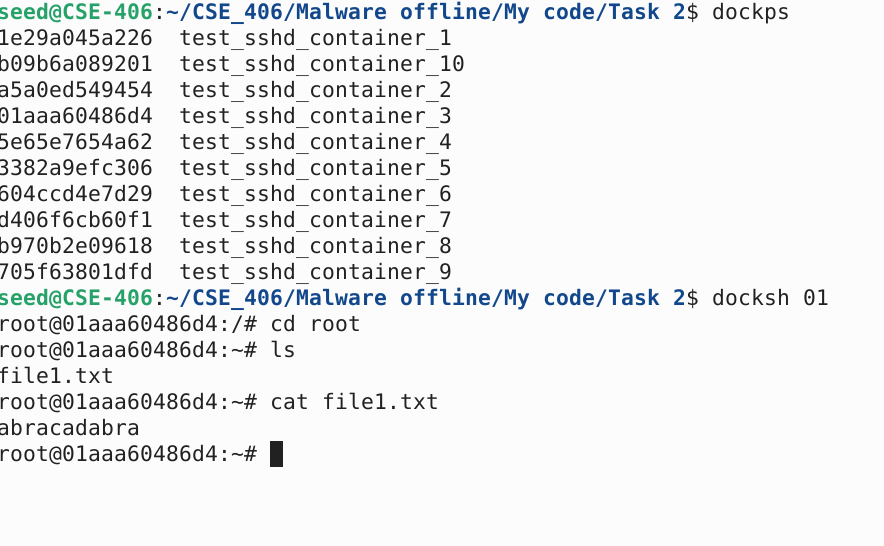 seed@CSE-406:~/CSE_406/Malware offline/My code/Task 2$ dockps
1e29a045a226  test_sshd_container_1
b09b6a089201  test_sshd_container_10
a5a0ed549454  test_sshd_container_2
01aaa60486d4  test_sshd_container_3
5e65e7654a62  test_sshd_container_4
3382a9efc306  test_sshd_container_5
604ccd4e7d29  test_sshd_container_6
d406f6cb60f1  test_sshd_container_7
b970b2e09618  test_sshd_container_8
705f63801dfd  test_sshd_container_9
seed@CSE-406:~/CSE_406/Malware offline/My code/Task 2$ docksh 01
root@01aaa60486d4:/# cd root
root@01aaa60486d4:~# ls
file1.txt
root@01aaa60486d4:~# cat file1.txt
abracadabra
root@01aaa60486d4:~#